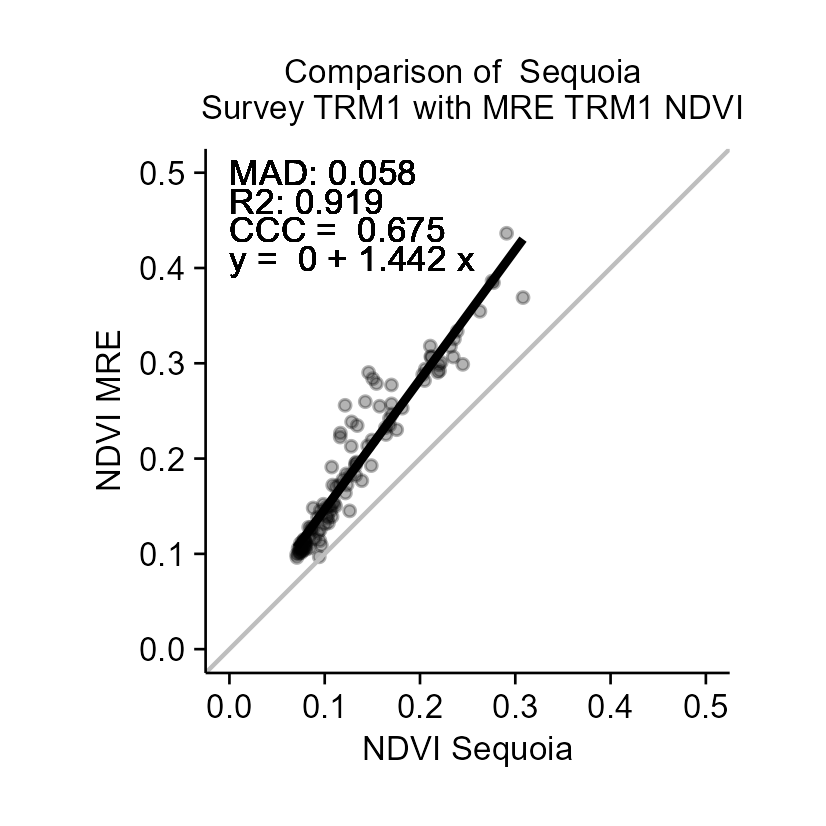 Comparison of  Sequoia
Survey TRM1 with MRE TRM1 NDVI
MAD: 0.058
R2: 0.919
CCC =  0.675
y =  0 + 1.442 x
0.5
0.4
0.3
0.2
0.1
0.0
NDVI MRE
0.0 0.1 0.2 0.3 0.4 0.5
NDVI Sequoia